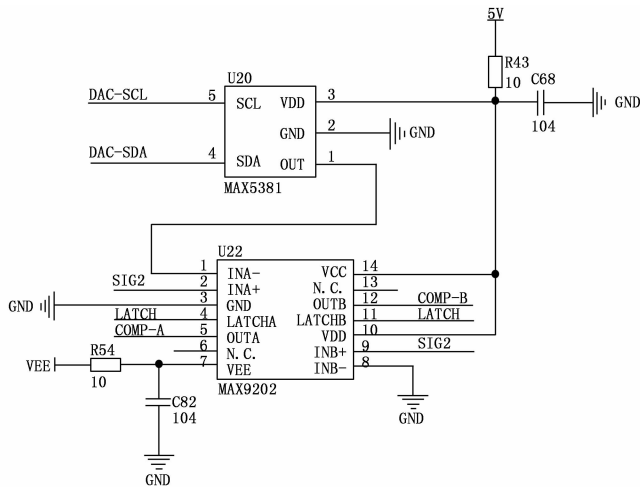 5V
R43
10
C68
GND
104
U20
DAC-SCL 5 SCL VDD 3
GND 2 GND
DAC-SDA 4 SDA OUT 1
MAX5381
U22
1 INA- VCC 14
SIG2 2 INA+ N.C. 13
GND 3 GND OUTB 12 COMP-B
LATCH 4 LATCHA LATCHB 11 LATCH
COMP-A 5 OUTA VDD 10
6 N.C. INB+ 9 SIG2
VEE R54 7 VEE INB- 8
10
MAX9202
C82
104
GND
GND